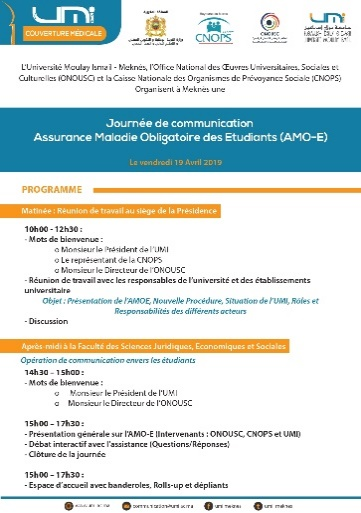 umi
COUVERTURE MÉDICALE
CNOPS
umi
L'Université Moulay Ismail - Meknès, l'Office National des Œuvres Universitaires, Sociales et
Culturelles (ONOUSC) et la Caisse Nationale des Organismes de Prévoyance Sociale (CNOPS)
Organisent à Meknès une
Journée de communication
Assurance Maladie Obligatoire des Etudiants (AMO-E)
Le vendredi 19 Avril 2019
PROGRAMME
Matinée : Réunion de travail au siège de la Présidence
10h00 - 12h30 :
- Mots de bienvenue :
o Monsieur le Président de l'UMI
o Le représentant de la CNOPS
o Monsieur le Directeur de l'ONOUSC
- Réunion de travail avec les responsables de l'université et des établissements
universitaire
Objet : Présentation de l'AMOE, Nouvelle Procédure, Situation de l'UMI, Rôles et
Responsabilités des différents acteurs
- Discussion
Après-midi à la Faculté des Sciences Juridiques, Economiques et Sociales
Opération de communication envers les étudiants
14h30 – 15h00 :
- Mots de bienvenue :
o Monsieur le Président de l'UMI
o Monsieur le Directeur de l'ONOUSC
15h00 – 17h30 :
- Présentation générale sur l'AMO-E (Intervenants : ONOUSC, CNOPS et UMI)
- Débat interactif avec l'assistance (Questions/Réponses)
- Clôture de la journée
15h00 – 17h30 :
- Espace d'accueil avec banderoles, Rolls-up et dépliants